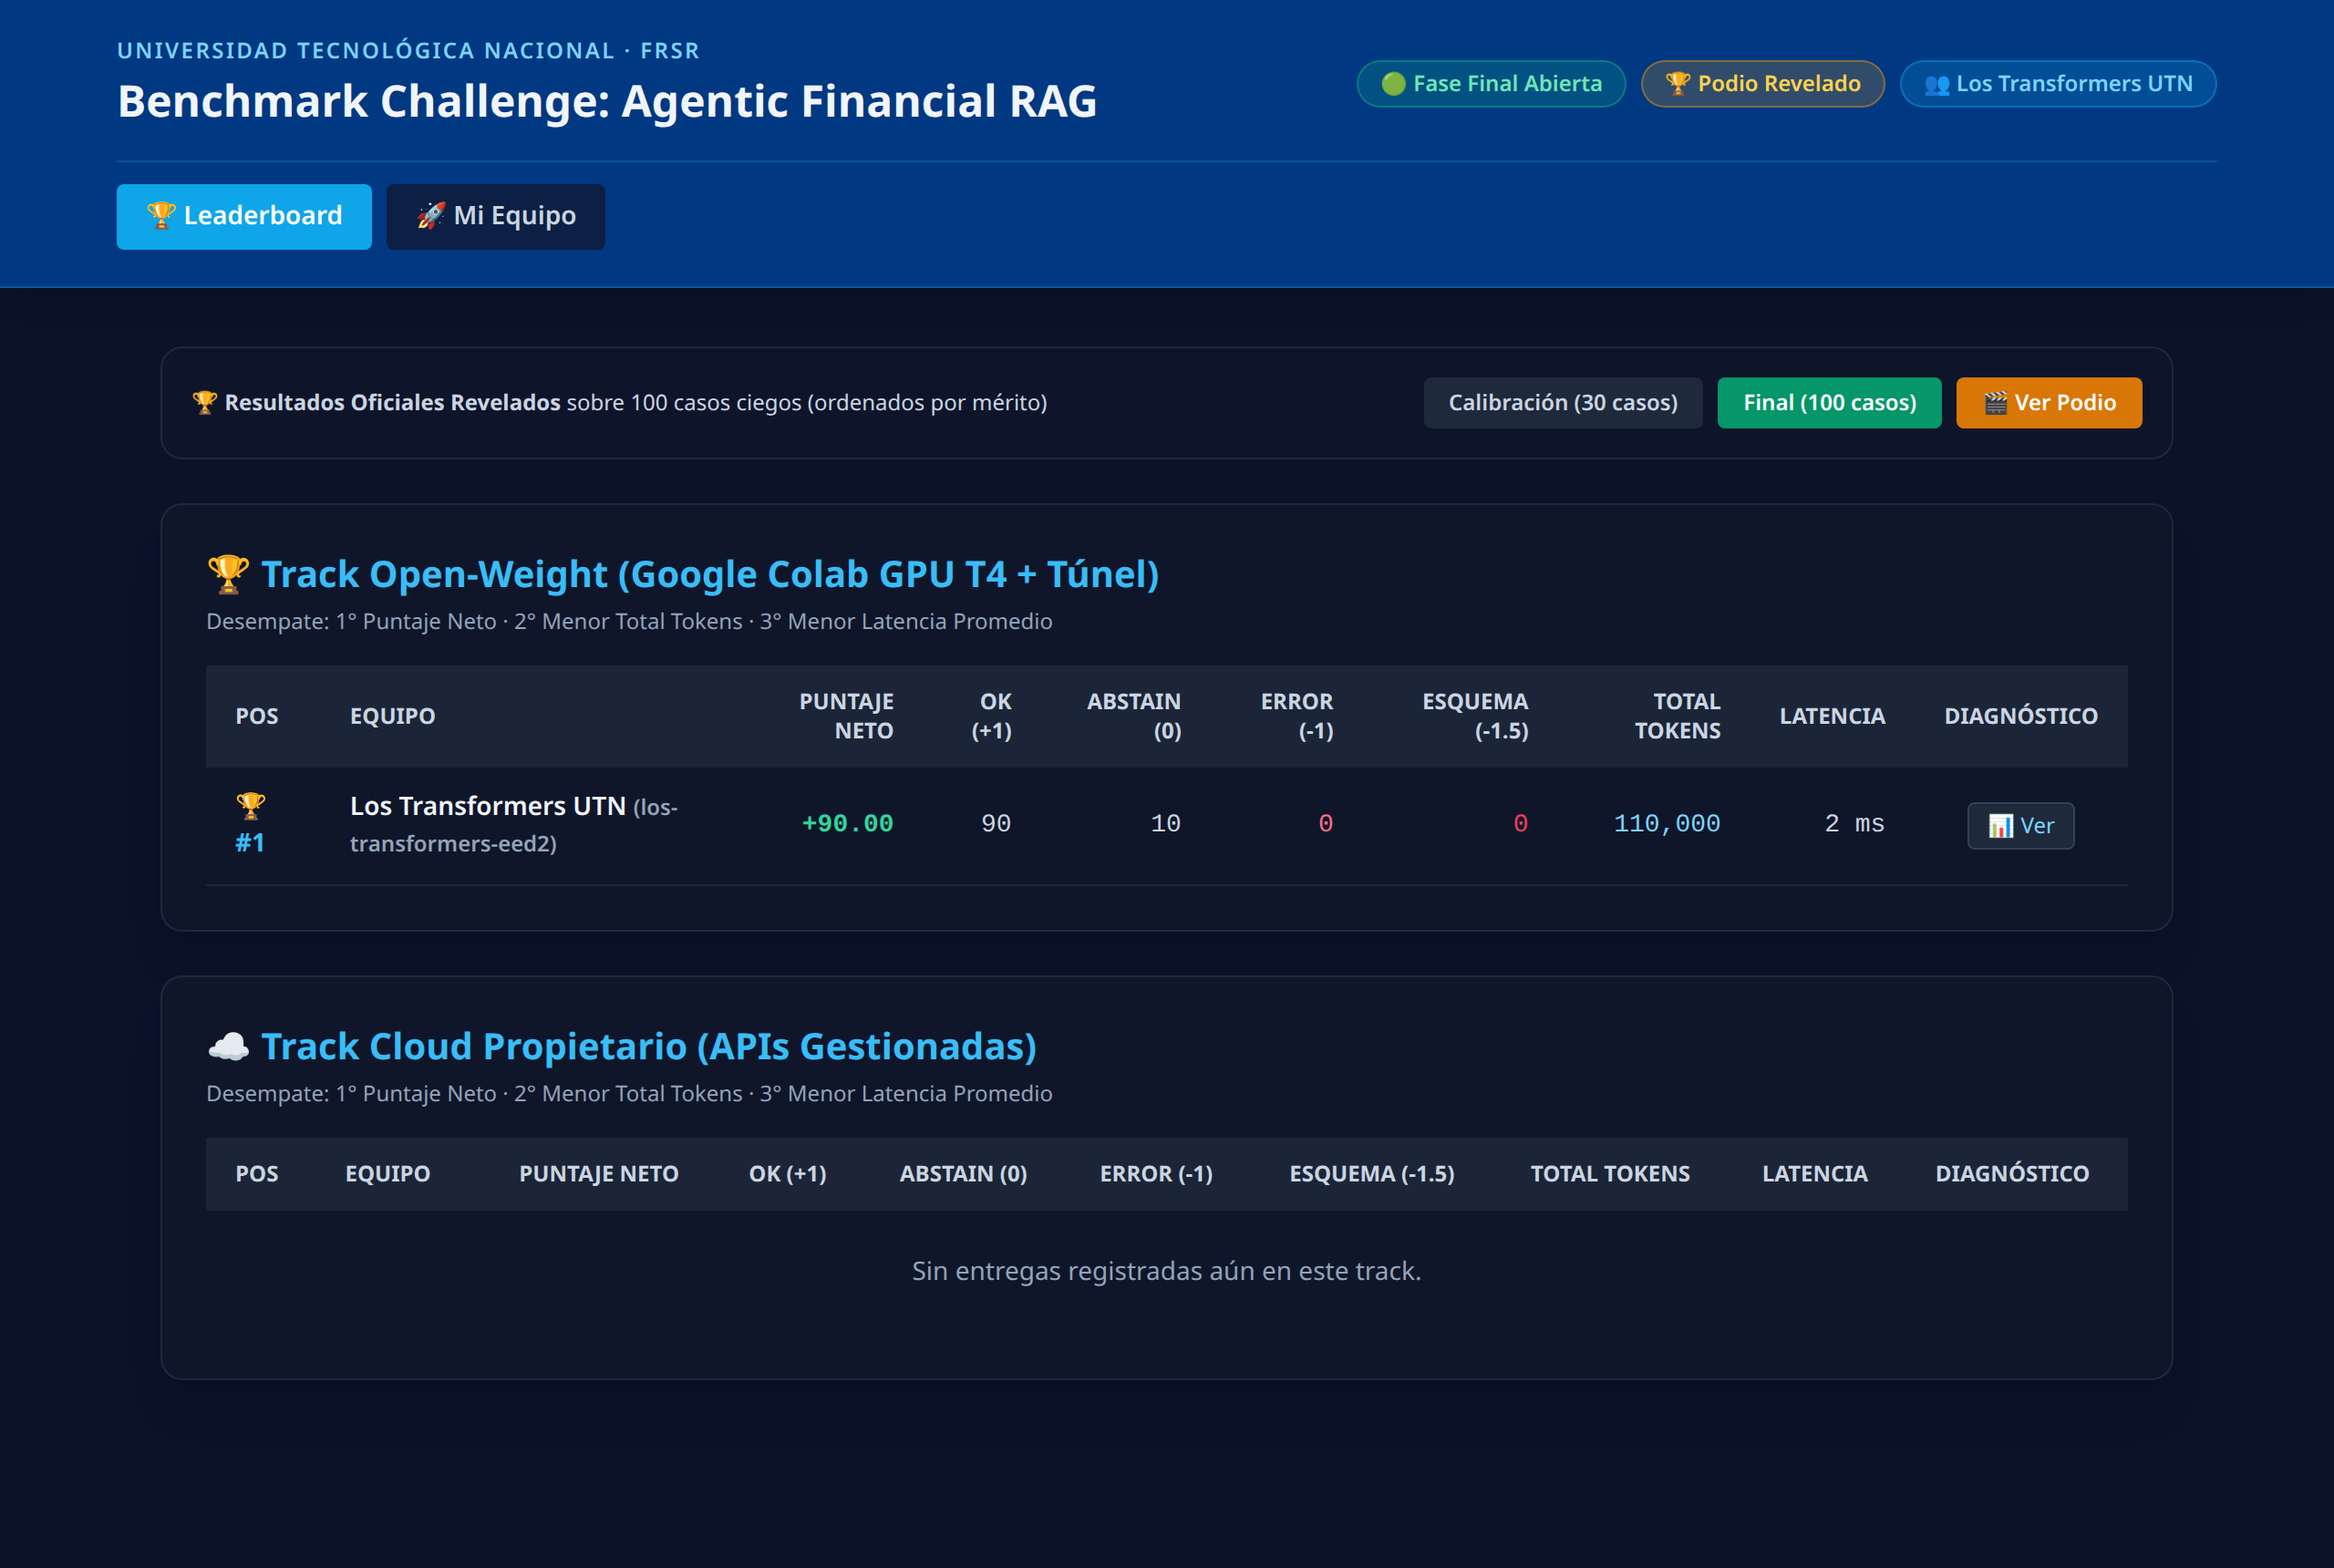 UNIVERSIDAD TECNOLÓGICA NACIONAL · FRSR
Benchmark Challenge: Agentic Financial RAG
🟢 Fase Final Abierta
🏆 Podio Revelado
👥 Los Transformers UTN
🏆 Leaderboard
🚀 Mi Equipo
🏆 Resultados Oficiales Revelados sobre 100 casos ciegos (ordenados por mérito)
Calibración (30 casos)
Final (100 casos)
🎬 Ver Podio
🏆 Track Open-Weight (Google Colab GPU T4 + Túnel)
Desempate: 1° Puntaje Neto · 2° Menor Total Tokens · 3° Menor Latencia Promedio
POS EQUIPO PUNTAJE NETO OK (+1) ABSTAIN (0) ERROR (-1) ESQUEMA (-1.5) TOTAL TOKENS LATENCIA DIAGNÓSTICO
🏆 #1 Los Transformers UTN (los-transformers-eed2) +90.00 90 10 0 0 110,000 2 ms 📊 Ver
☁️ Track Cloud Propietario (APIs Gestionadas)
Desempate: 1° Puntaje Neto · 2° Menor Total Tokens · 3° Menor Latencia Promedio
POS EQUIPO PUNTAJE NETO OK (+1) ABSTAIN (0) ERROR (-1) ESQUEMA (-1.5) TOTAL TOKENS LATENCIA DIAGNÓSTICO
Sin entregas registradas aún en este track.